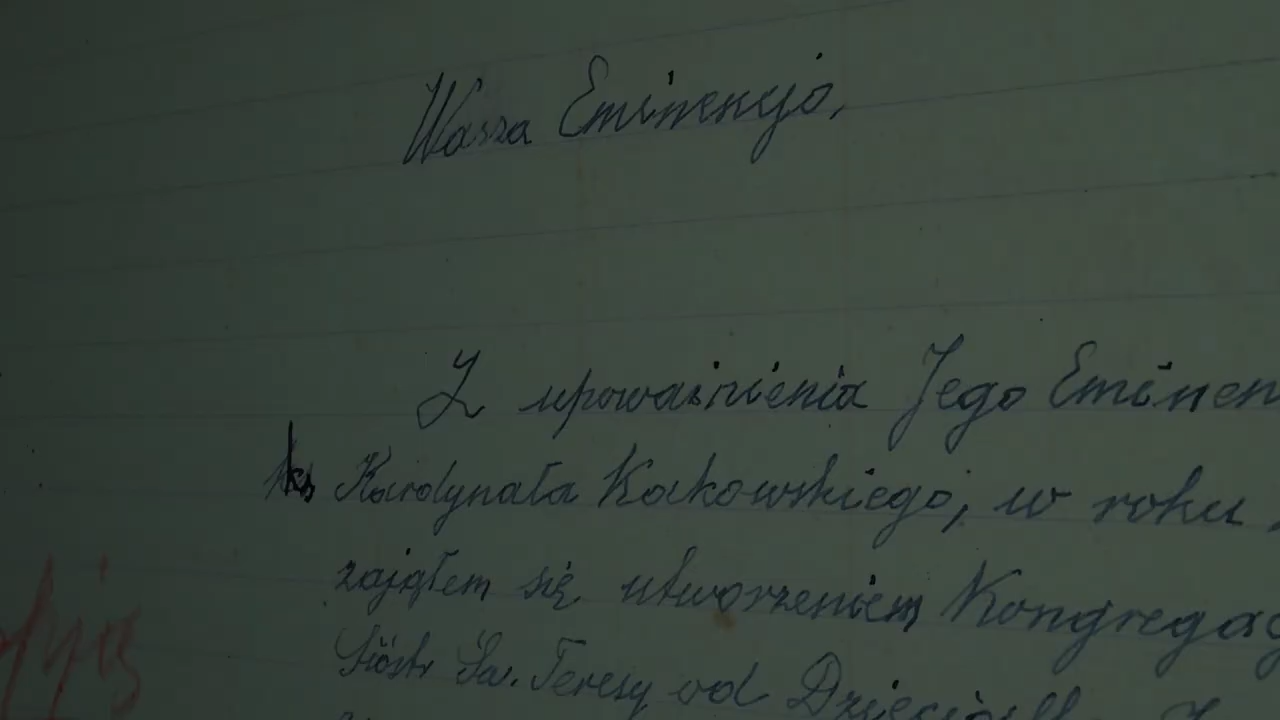 Wasza Eminencjo,
Z upoważnienia Jego Eminen
ks Kardynała Kakowskiego, w roku
zająłem się utworzeniem Kongregac
Sióstr Św. Teresy od Dzieciątk